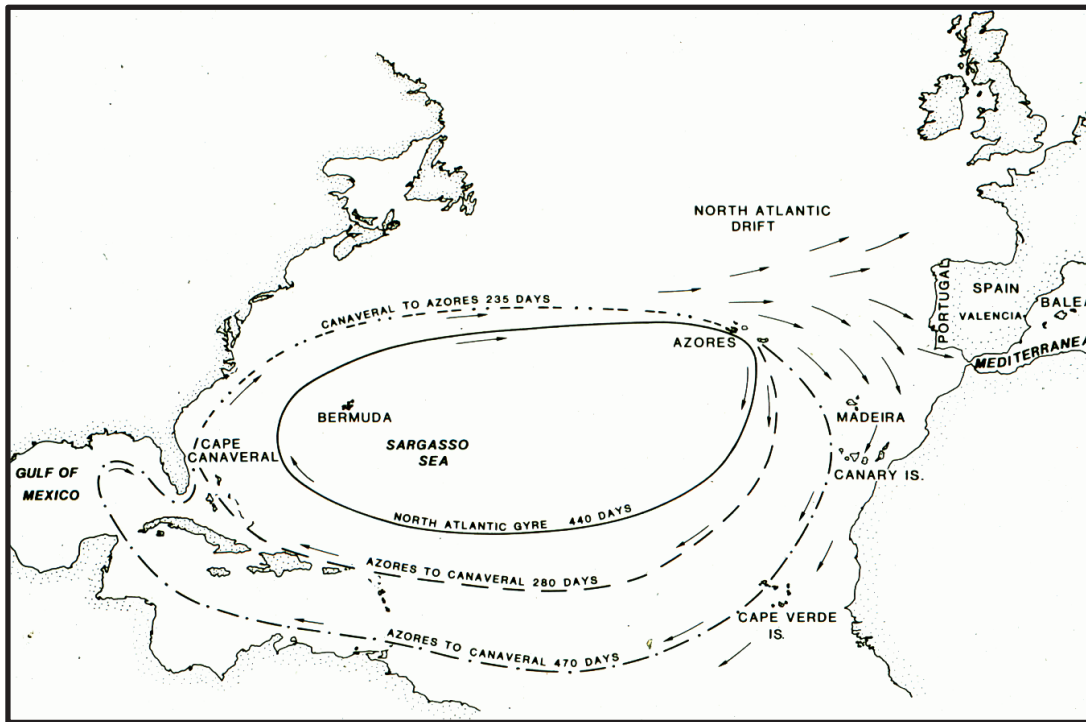 NORTH ATLANTIC
DRIFT
PORTUGAL
SPAIN
VALENCIA
BALEA
MEDITERRANEA
CANAVERAL TO AZORES 235 DAYS
AZORES
BERMUDA
MADEIRA
SARGASSO
SEA
CAPE
CANAVERAL
GULF OF
MEXICO
CANARY IS.
NORTH ATLANTIC GYRE 440 DAYS
AZORES TO CANAVERAL 280 DAYS
CAPE VERDE
IS.
AZORES TO CANAVERAL 470 DAYS